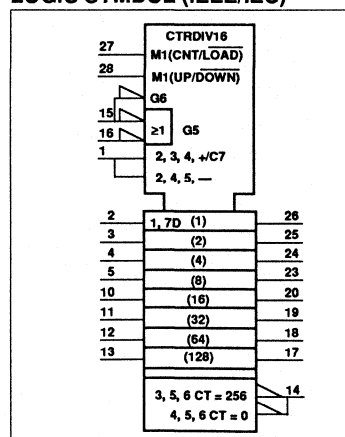 LOGIC SYMBOL (IEEE/IEC)
CTRDIV16
27 M1(CNT/LOAD)
28 M1(UP/DOWN)
G6
15
16 ≥1 G5
1 2, 3, 4, +/C7
2, 4, 5, —
2 1, 7D (1) 26
3 (2) 25
4 (4) 24
5 (8) 23
10 (16) 20
11 (32) 19
12 (64) 18
13 (128) 17
3, 5, 6 CT = 256 14
4, 5, 6 CT = 0